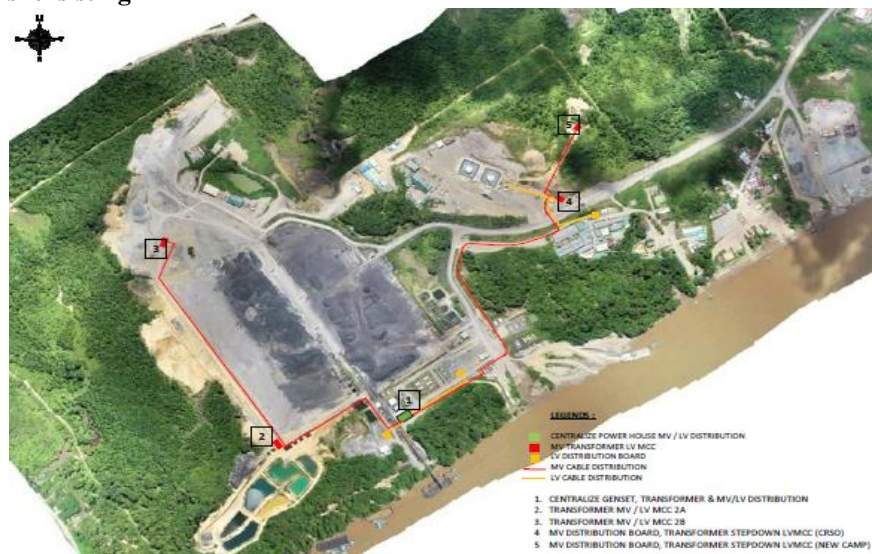 5
4
3
1
2
LEGENDS :
CENTRALIZE POWER HOUSE MV / LV DISTRIBUTION
MV TRANSFORMER LV MCC
LV DISTRIBUTION BOARD
MV CABLE DISTRIBUTION
LV CABLE DISTRIBUTION
1. CENTRALIZE GENSET, TRANSFORMER & MV/LV DISTRIBUTION
2. TRANSFORMER MV / LV MCC 2A
3. TRANSFORMER MV / LV MCC 2B
4 MV DISTRIBUTION BOARD, TRANSFORMER STEPDOWN LVMCC (CRSO)
5 MV DISTRIBUTION BOARD, TRANSFORMER STEPDOWN LVMCC (NEW CAMP)